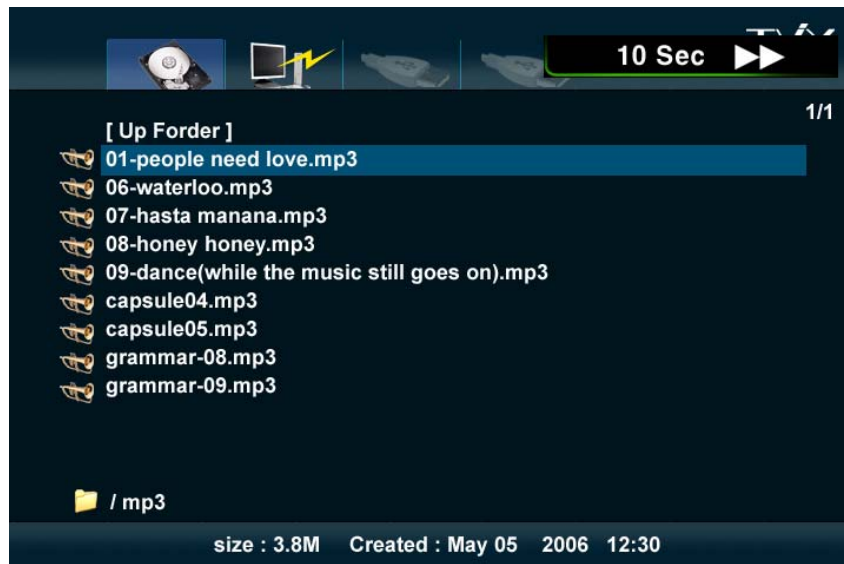 10 Sec
1/1
[ Up Forder ]
01-people need love.mp3
06-waterloo.mp3
07-hasta manana.mp3
08-honey honey.mp3
09-dance(while the music still goes on).mp3
capsule04.mp3
capsule05.mp3
grammar-08.mp3
grammar-09.mp3
/ mp3
size : 3.8M Created : May 05 2006 12:30